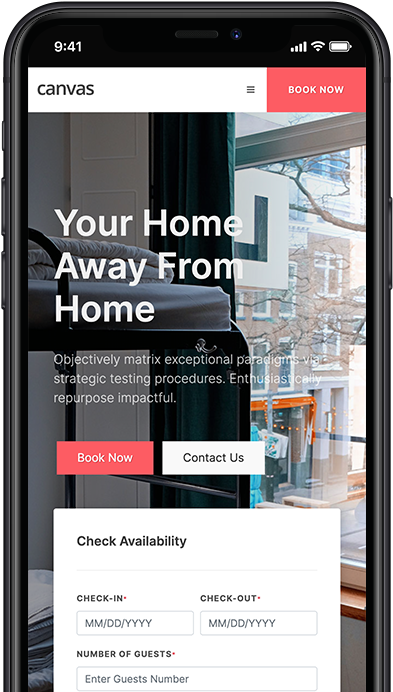 9:41
canvas
BOOK NOW
Your Home
Away From
Home
Objectively matrix exceptional paradigms via
strategic testing procedures. Enthusiastically
repurpose impactful.
Book Now
Contact Us
Check Availability
CHECK-IN*
CHECK-OUT*
MM/DD/YYYY
MM/DD/YYYY
NUMBER OF GUESTS*
Enter Guests Number